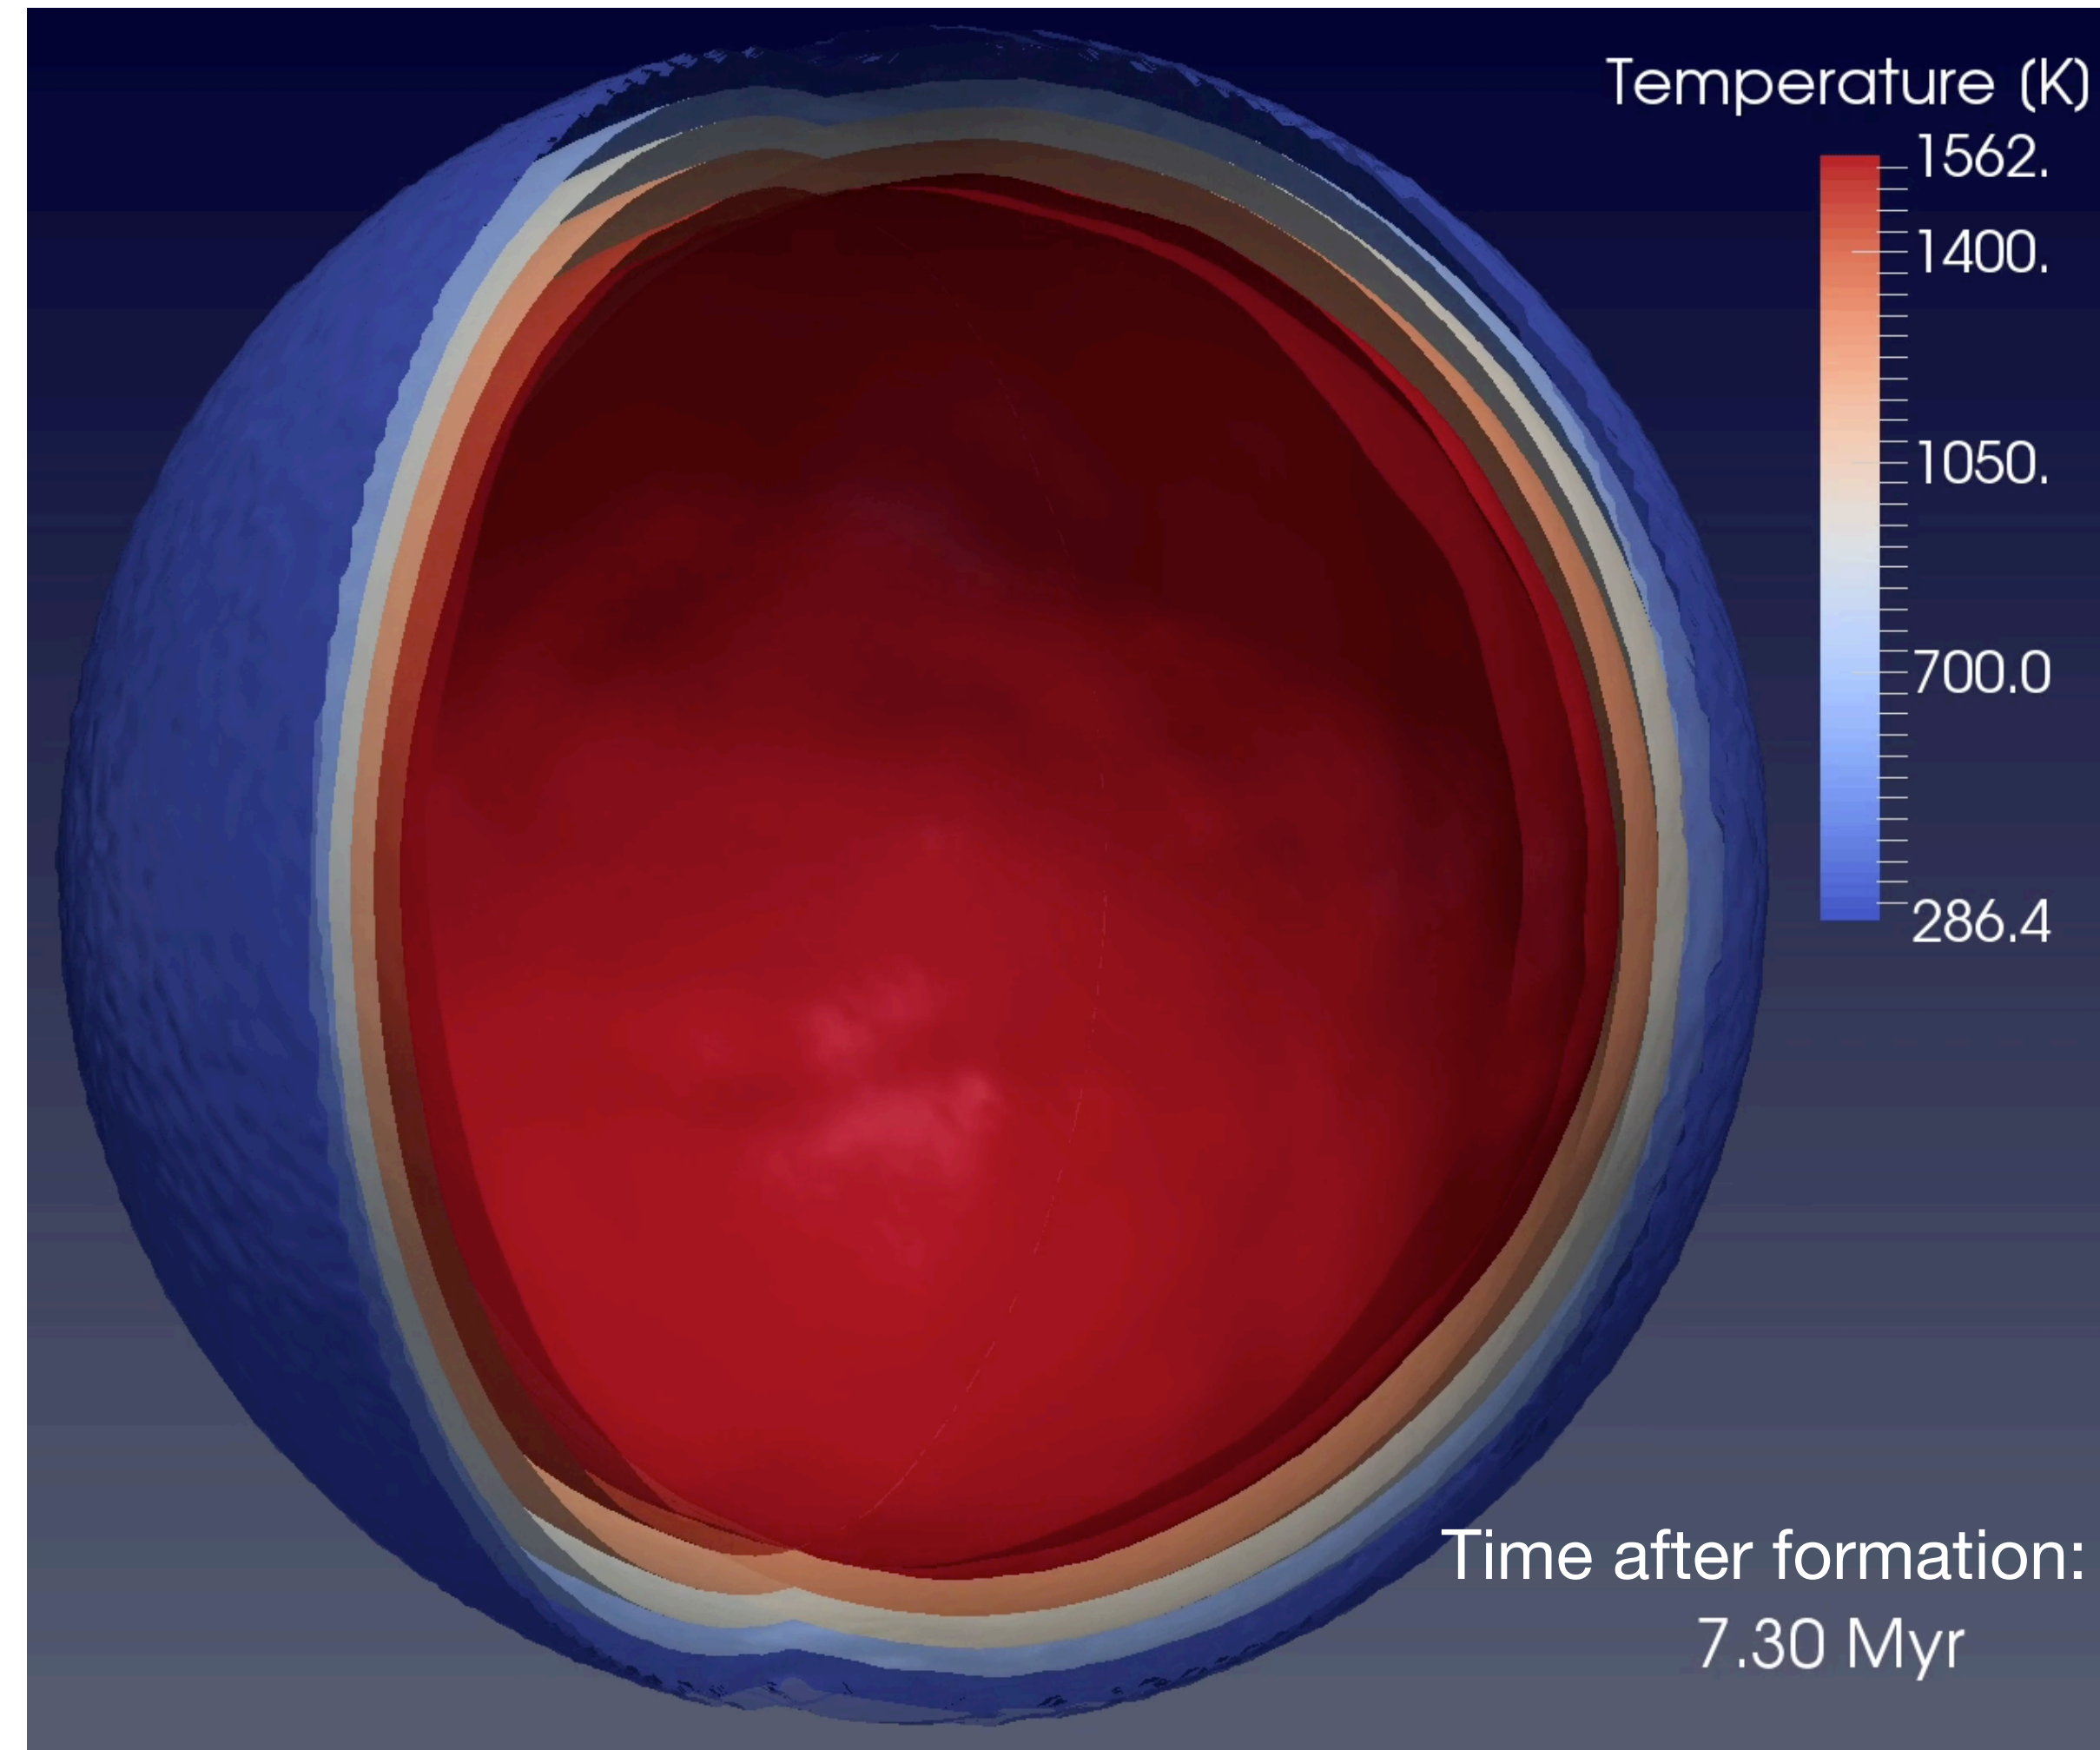 Temperature (K)
1562.
1400.
1050.
700.0
286.4
Time after formation:
7.30 Myr